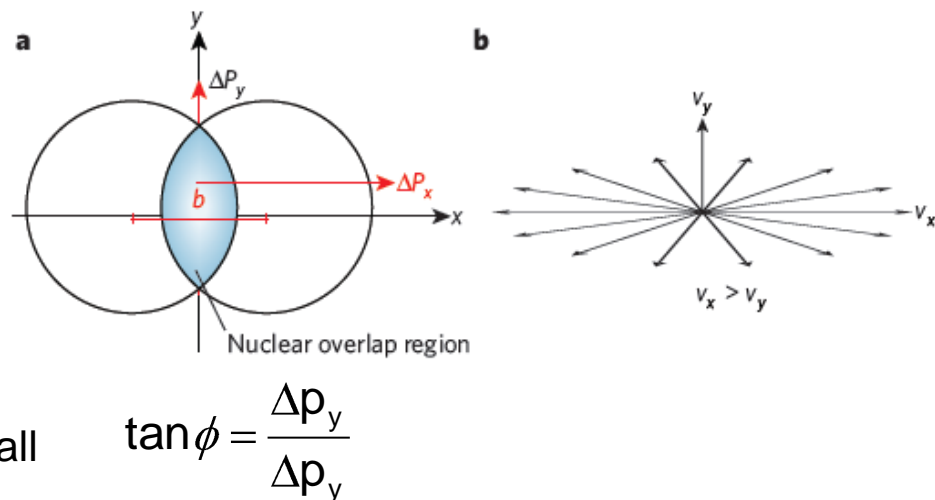 a
y
ΔPy
b
ΔPx
x
Nuclear overlap region
b
vy
vx
vx > vy
all
tanϕ = Δpy / Δpy